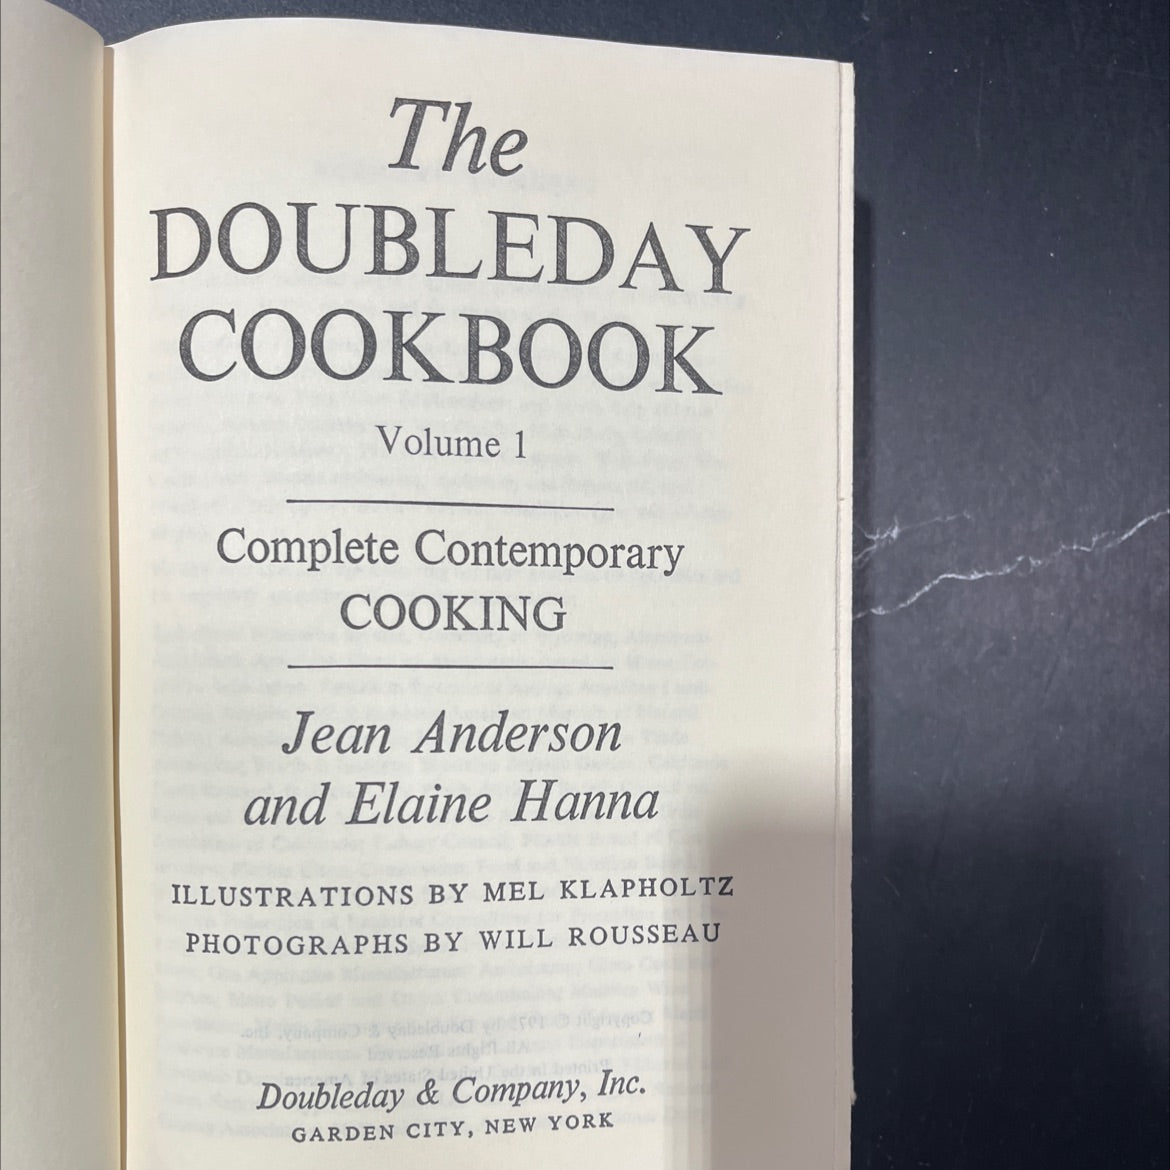 The
DOUBLEDAY
COOKBOOK
Volume 1
Complete Contemporary
COOKING
Jean Anderson
and Elaine Hanna
ILLUSTRATIONS BY MEL KLAPHOLTZ
PHOTOGRAPHS BY WILL ROUSSEAU
Doubleday & Company, Inc.
GARDEN CITY, NEW YORK